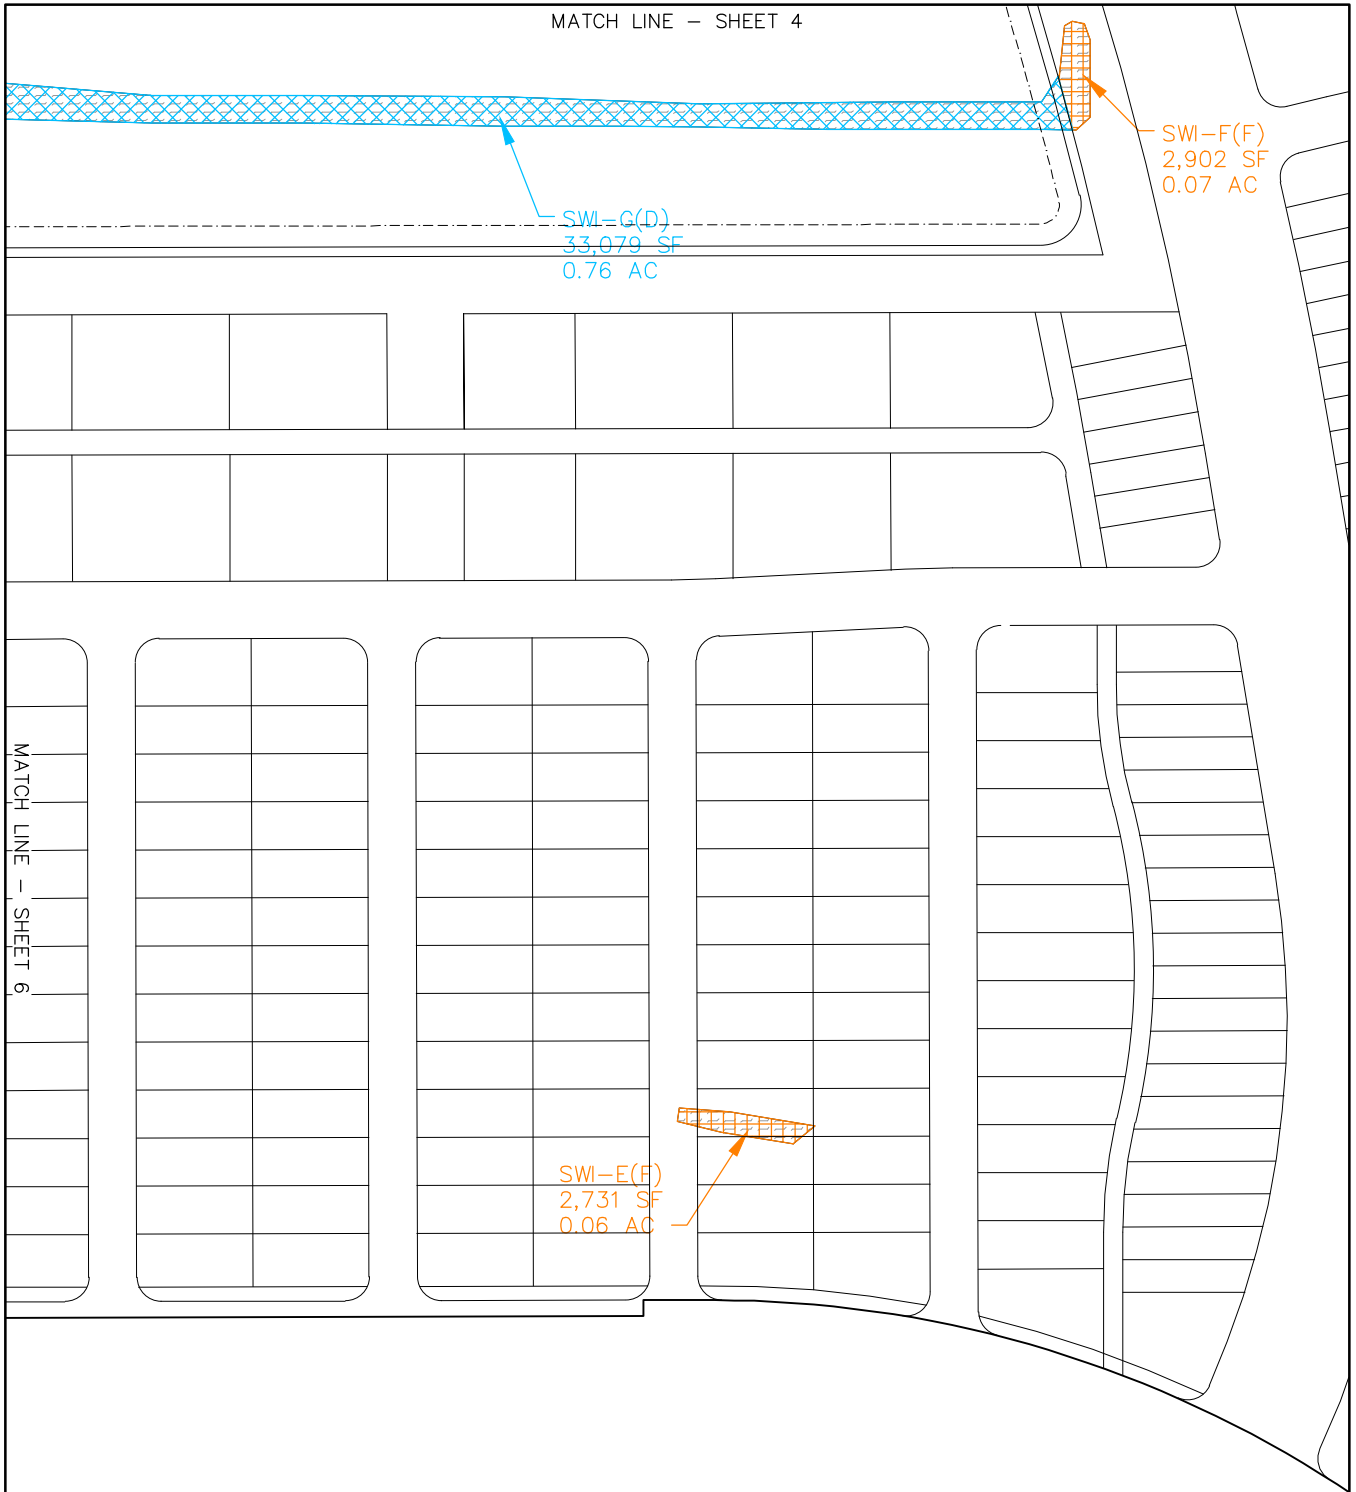 MATCH LINE - SHEET 4
SWI-F(F)
2,902 SF
0.07 AC
SWI-G(D)
33,079 SF
0.76 AC
MATCH LINE - SHEET 6
SWI-E(F)
2,731 SF
0.06 AC